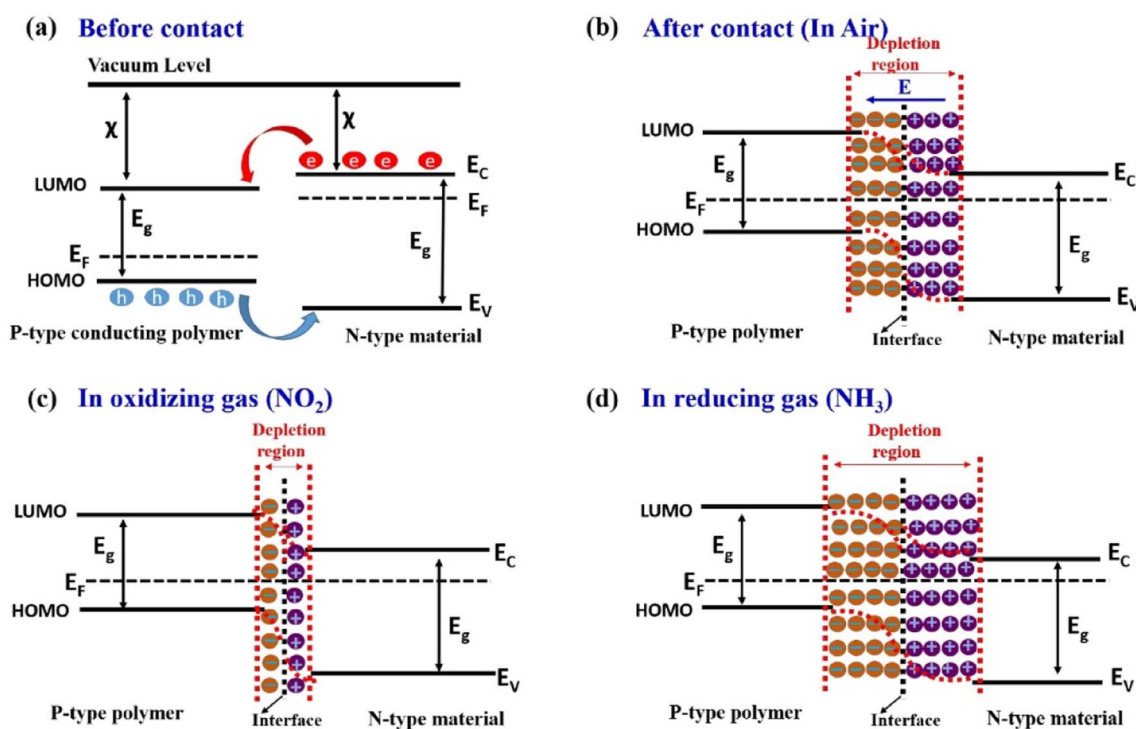 (a) Before contact
Vacuum Level
χ
χ
e e e e
LUMO
E_C
E_F
E_g
E_g
E_F
HOMO
h h h h
E_V
P-type conducting polymer
N-type material
(b) After contact (In Air)
Depletion
region
E
LUMO
E_g
E_C
E_F
HOMO
E_g
E_V
P-type polymer
Interface
N-type material
(c) In oxidizing gas (NO₂)
Depletion
region
LUMO
E_g
E_C
E_F
HOMO
E_g
E_V
P-type polymer
Interface
N-type material
(d) In reducing gas (NH₃)
Depletion
region
LUMO
E_g
E_C
E_F
HOMO
E_g
E_V
P-type polymer
Interface
N-type material